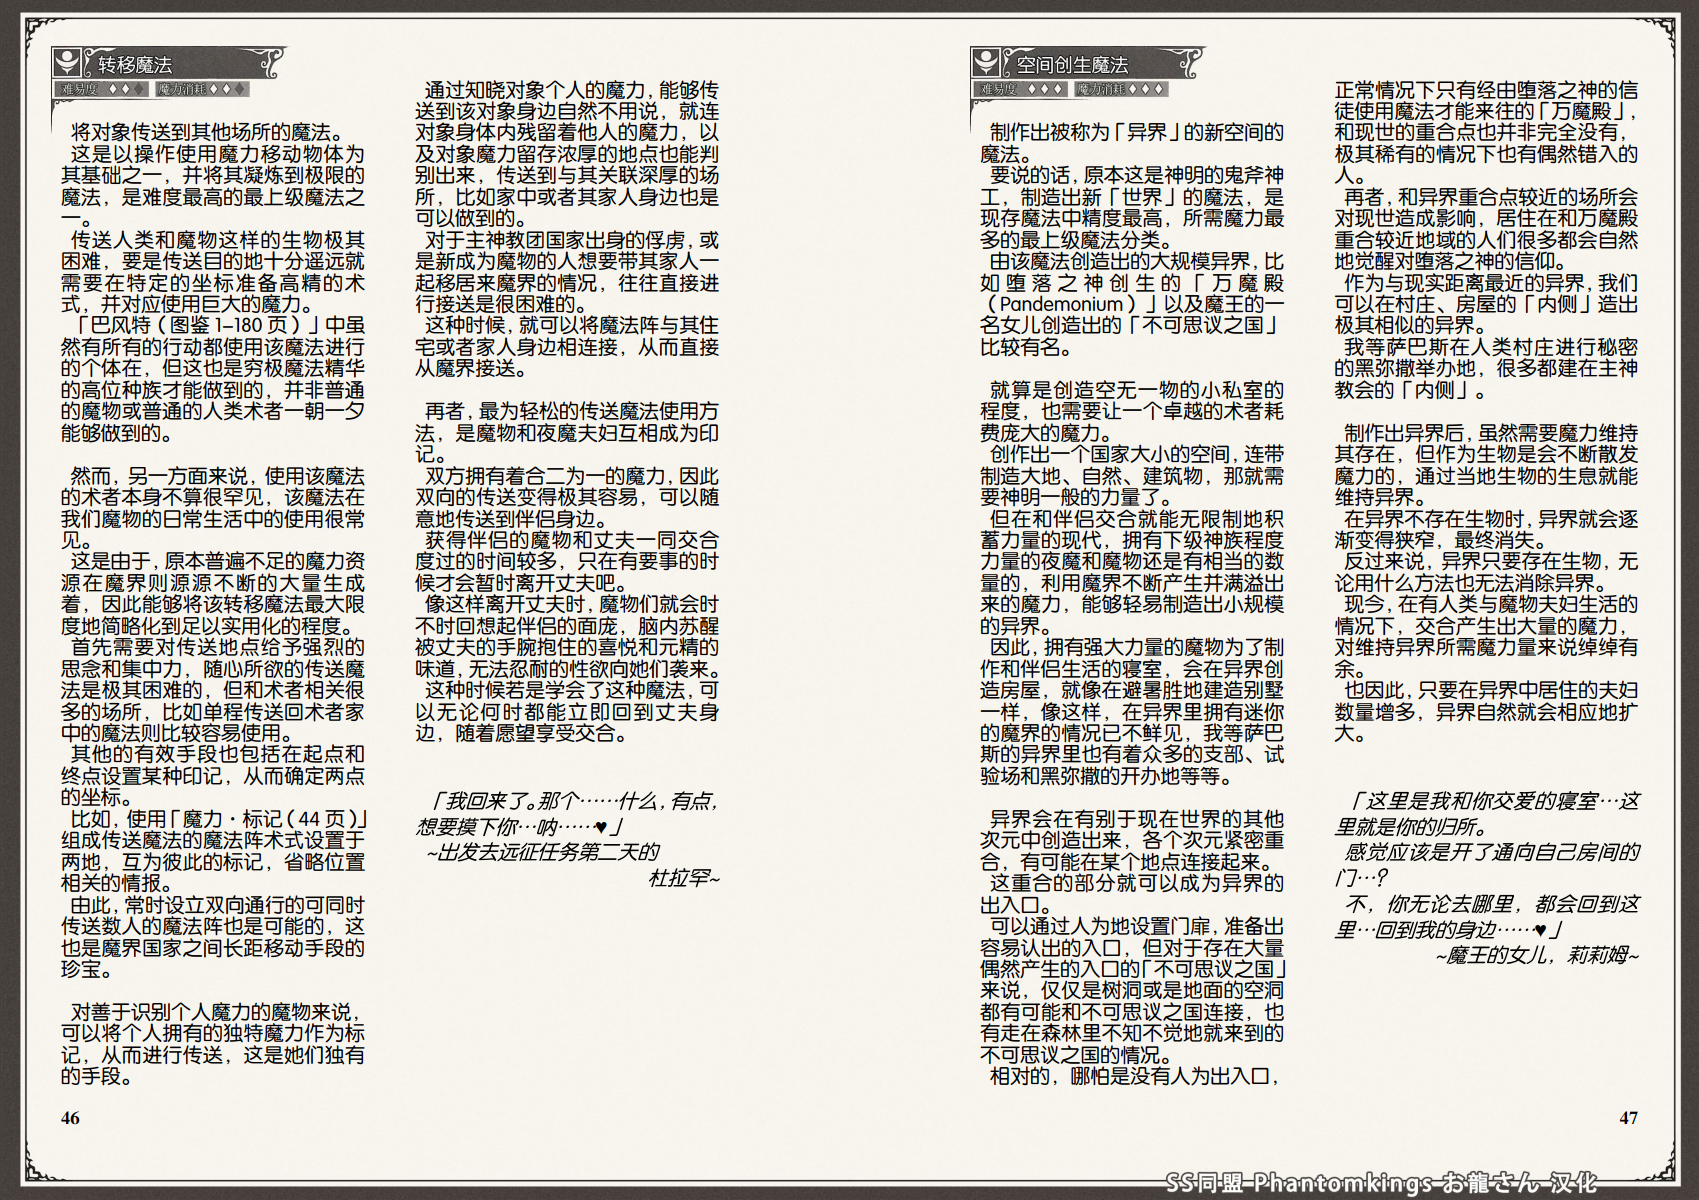 转移魔法
难易度 ♦♦♦ 魔力消耗 ♦♦♦
将对象传送到其他场所的魔法。
这是以操作使用魔力移动物体为
其基础之一，并将其凝炼到极限的
魔法，是难度最高的最上级魔法之
一。
传送人类和魔物这样的生物极其
困难，要是传送目的地十分遥远就
需要在特定的坐标准备高精的术
式，并对应使用巨大的魔力。
「巴风特（图鉴1-180页）」中虽
然有所有的行动都使用该魔法进行
的个体在，但这也是穷极魔法精华
的高位种族才能做到的，并非普通
的魔物或普通的人类术者一朝一夕
能够做到的。
然而，另一方面来说，使用该魔法
的术者本身不算很罕见，该魔法在
我们魔物的日常生活中的使用很常
见。
这是由于，原本普遍不足的魔力资
源在魔界则源源不断的大量生成
着，因此能够将该转移魔法最大限
度地简略化到足以实用化的程度。
首先需要对传送地点给予强烈的
思念和集中力，随心所欲的传送魔
法是极其困难的，但和术者相关很
多的场所，比如单程传送回术者家
中的魔法则比较容易使用。
其他的有效手段也包括在起点和
终点设置某种印记，从而确定两点
的坐标。
比如，使用「魔力・标记（44页）」
组成传送魔法的魔法阵术式设置于
两地，互为彼此的标记，省略位置
相关的情报。
由此，常时设立双向通行的可同时
传送数人的魔法阵也是可能的，这
也是魔界国家之间长距移动手段的
珍宝。
对善于识别个人魔力的魔物来说，
可以将个人拥有的独特魔力作为标
记，从而进行传送，这是她们独有
的手段。
通过知晓对象个人的魔力，能够传
送到该对象身边自然不用说，就连
对象身体内残留着他人的魔力，以
及对象魔力留存浓厚的地点也能判
别出来，传送到与其关联深厚的场
所，比如家中或者其家人身边也是
可以做到的。
对于主神教团国家出身的俘虏，或
是新成为魔物的人想要带其家人一
起移居来魔界的情况，往往直接进
行接送是很困难的。
这种时候，就可以将魔法阵与其住
宅或者家人身边相连接，从而直接
从魔界接送。
再者，最为轻松的传送魔法使用方
法，是魔物和夜魔夫妇互相成为印
记。
双方拥有着合二为一的魔力，因此
双向的传送变得极其容易，可以随
意地传送到伴侣身边。
获得伴侣的魔物和丈夫一同交合
度过的时间较多，只在有要事的时
候才会暂时离开丈夫吧。
像这样离开丈夫时，魔物们就会时
不时回想起伴侣的面庞，脑内苏醒
被丈夫的手腕抱住的喜悦和元精的
味道，无法忍耐的性欲向她们袭来。
这种时候若是学会了这种魔法，可
以无论何时都能立即回到丈夫身
边，随着愿望享受交合。
「我回来了。那个……什么，有点，
想要摸下你…呐……♥」
~出发去远征任务第二天的
杜拉罕~
46
空间创生魔法
难易度 ♦♦♦ 魔力消耗 ♦♦♦
制作出被称为「异界」的新空间的
魔法。
要说的话，原本这是神明的鬼斧神
工，制造出新「世界」的魔法，是
现存魔法中精度最高，所需魔力最
多的最上级魔法分类。
由该魔法创造出的大规模异界，比
如堕落之神创生的「万魔殿
（Pandemonium）」以及魔王的一
名女儿创造出的「不可思议之国」
比较有名。
就算是创造空无一物的小私室的
程度，也需要让一个卓越的术者耗
费庞大的魔力。
创作出一个国家大小的空间，连带
制造大地、自然、建筑物，那就需
要神明一般的力量了。
但在和伴侣交合就能无限制地积
蓄力量的现代，拥有下级神族程度
力量的夜魔和魔物还是有相当的数
量的，利用魔界不断产生并满溢出
来的魔力，能够轻易制造出小规模
的异界。
因此，拥有强大力量的魔物为了制
作和伴侣生活的寝室，会在异界创
造房屋，就像在避暑胜地建造别墅
一样，像这样，在异界里拥有迷你
的魔界的情况已不鲜见，我等萨巴
斯的异界里也有着众多的支部、试
验场和黑弥撒的开办地等等。
异界会在有别于现在世界的其他
次元中创造出来，各个次元紧密重
合，有可能在某个地点连接起来。
这重合的部分就可以成为异界的
出入口。
可以通过人为地设置门扉，准备出
容易认出的入口，但对于存在大量
偶然产生的入口的「不可思议之国」
来说，仅仅是树洞或是地面的空洞
都有可能和不可思议之国连接，也
有走在森林里不知不觉地就来到的
不可思议之国的情况。
相对的，哪怕是没有人为出入口，
正常情况下只有经由堕落之神的信
徒使用魔法才能来往的「万魔殿」，
和现世的重合点也并非完全没有，
极其稀有的情况下也有偶然错入的
人。
再者，和异界重合点较近的场所会
对现世造成影响，居住在和万魔殿
重合较近地域的人们很多都会自然
地觉醒对堕落之神的信仰。
作为与现实距离最近的异界，我们
可以在村庄、房屋的「内侧」造出
极其相似的异界。
我等萨巴斯在人类村庄进行秘密
的黑弥撒举办地，很多都建在主神
教会的「内侧」。
制作出异界后，虽然需要魔力维持
其存在，但作为生物是会不断散发
魔力的，通过当地生物的生息就能
维持异界。
在异界不存在生物时，异界就会逐
渐变得狭窄，最终消失。
反过来说，异界只要存在生物，无
论用什么方法也无法消除异界。
现今，在有人类与魔物夫妇生活的
情况下，交合产生出大量的魔力，
对维持异界所需魔力量来说绰绰有
余。
也因此，只要在异界中居住的夫妇
数量增多，异界自然就会相应地扩
大。
「这里是我和你交爱的寝室…这
里就是你的归所。
感觉应该是开了通向自己房间的
门…？
不，你无论去哪里，都会回到这
里…回到我的身边……♥」
~魔王的女儿，莉莉姆~
47
SS同盟 Phantomkings お龍さん 汉化